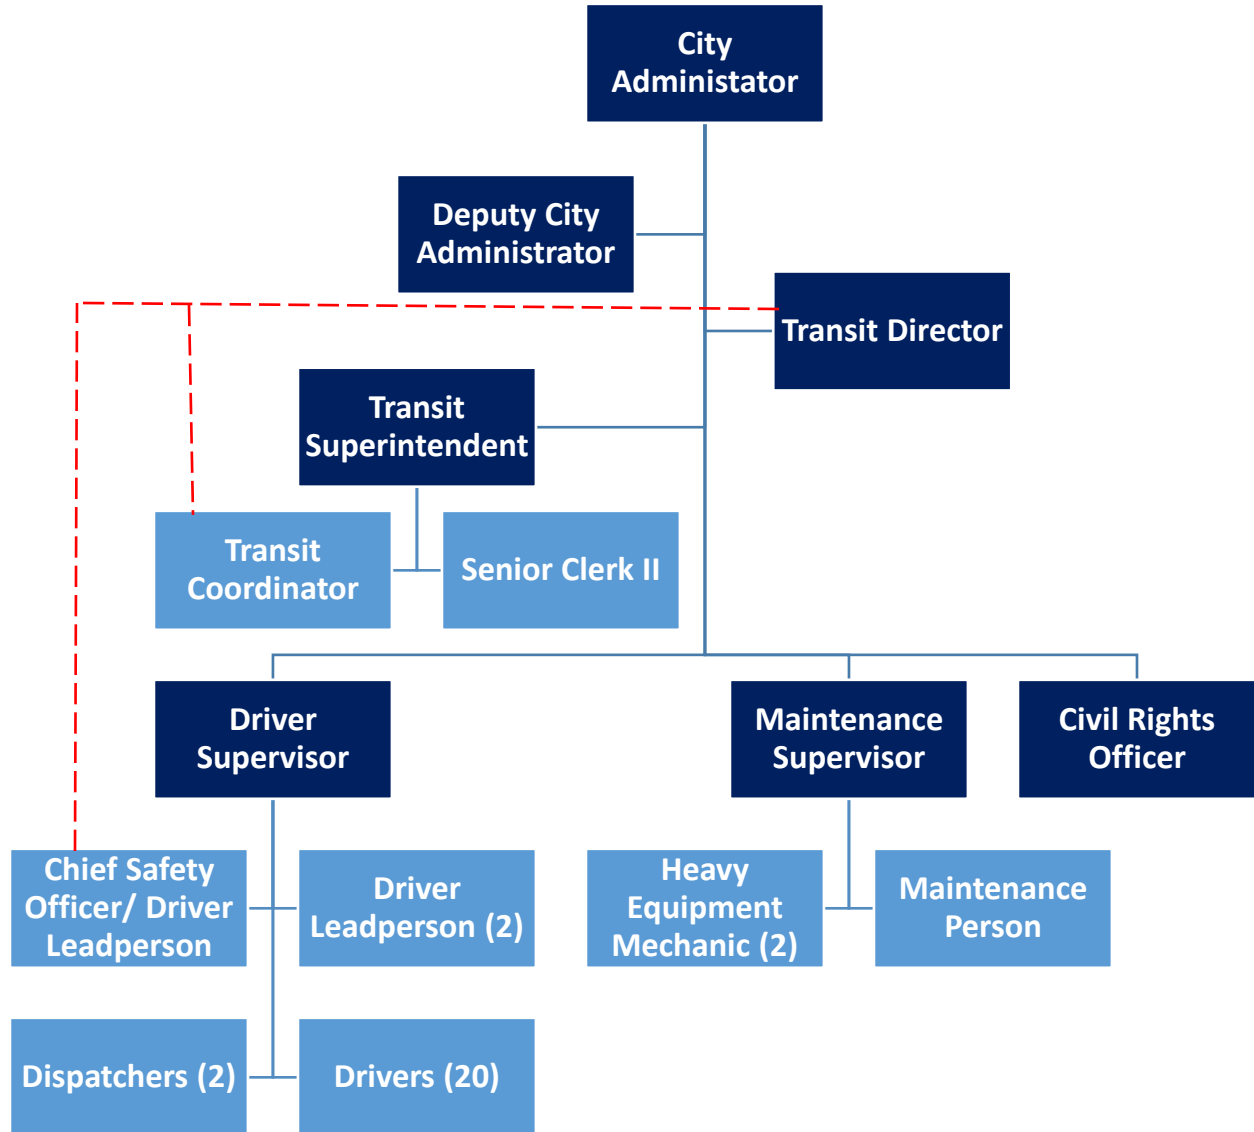 City
Administator
Deputy City
Administrator
Transit Director
Transit
Superintendent
Transit
Coordinator
Senior Clerk II
Driver
Supervisor
Maintenance
Supervisor
Civil Rights
Officer
Chief Safety
Officer/ Driver
Leadperson
Driver
Leadperson (2)
Heavy
Equipment
Mechanic (2)
Maintenance
Person
Dispatchers (2)
Drivers (20)